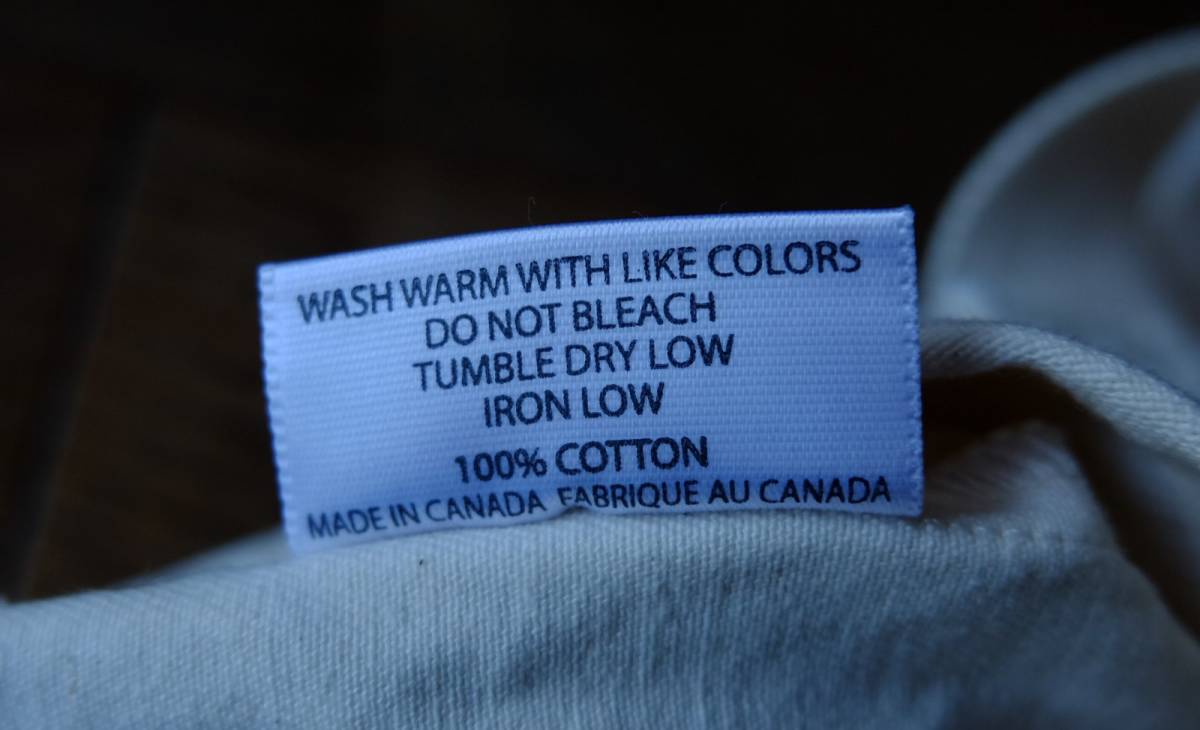 WASH WARM WITH LIKE COLORS
DO NOT BLEACH
TUMBLE DRY LOW
IRON LOW
100% COTTON
MADE IN CANADA FABRIQUE AU CANADA